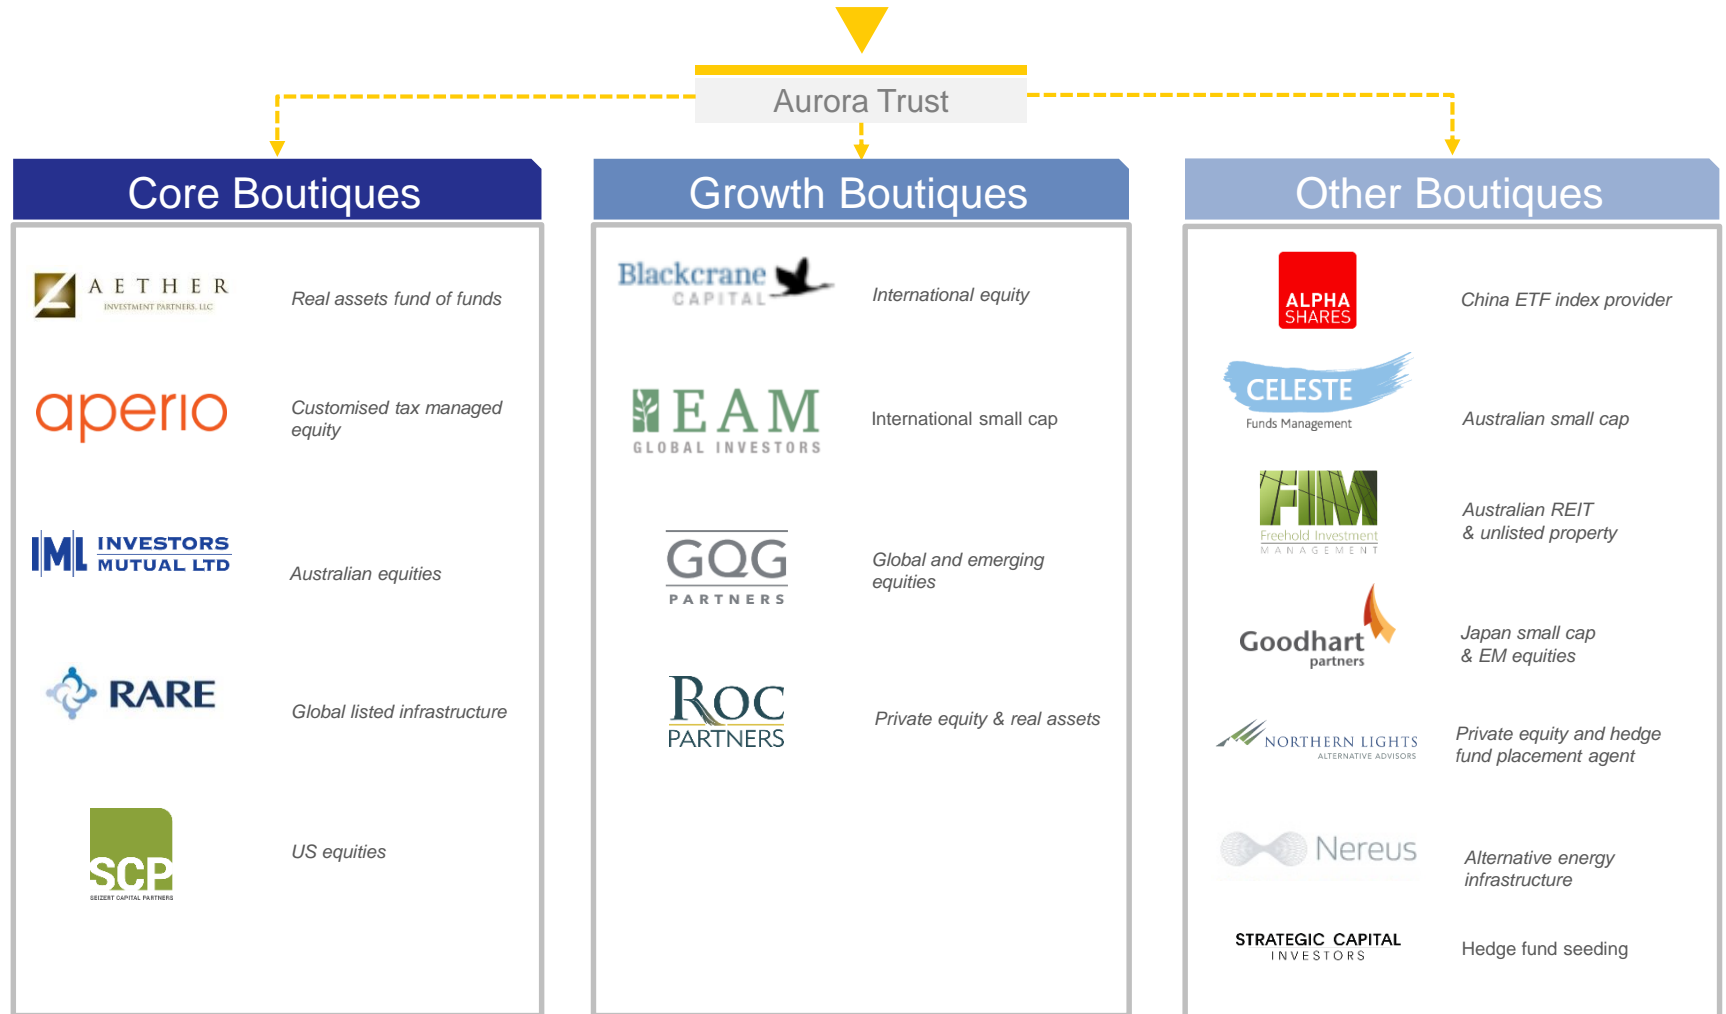 Aurora Trust
Core Boutiques
AETHER
INVESTMENT PARTNERS, LLC
Real assets fund of funds
aperio
Customised tax managed
equity
IML INVESTORS
MUTUAL LTD
Australian equities
RARE
Global listed infrastructure
SCP
SEIZERT CAPITAL PARTNERS
US equities
Growth Boutiques
Blackcrane
CAPITAL
International equity
EAM
GLOBAL INVESTORS
International small cap
GQG
PARTNERS
Global and emerging
equities
ROC
PARTNERS
Private equity & real assets
Other Boutiques
ALPHA
SHARES
China ETF index provider
CELESTE
Funds Management
Australian small cap
FIM
Freehold Investment
MANAGEMENT
Australian REIT
& unlisted property
Goodhart
partners
Japan small cap
& EM equities
NORTHERN LIGHTS
ALTERNATIVE ADVISORS
Private equity and hedge
fund placement agent
Nereus
Alternative energy
infrastructure
STRATEGIC CAPITAL
INVESTORS
Hedge fund seeding